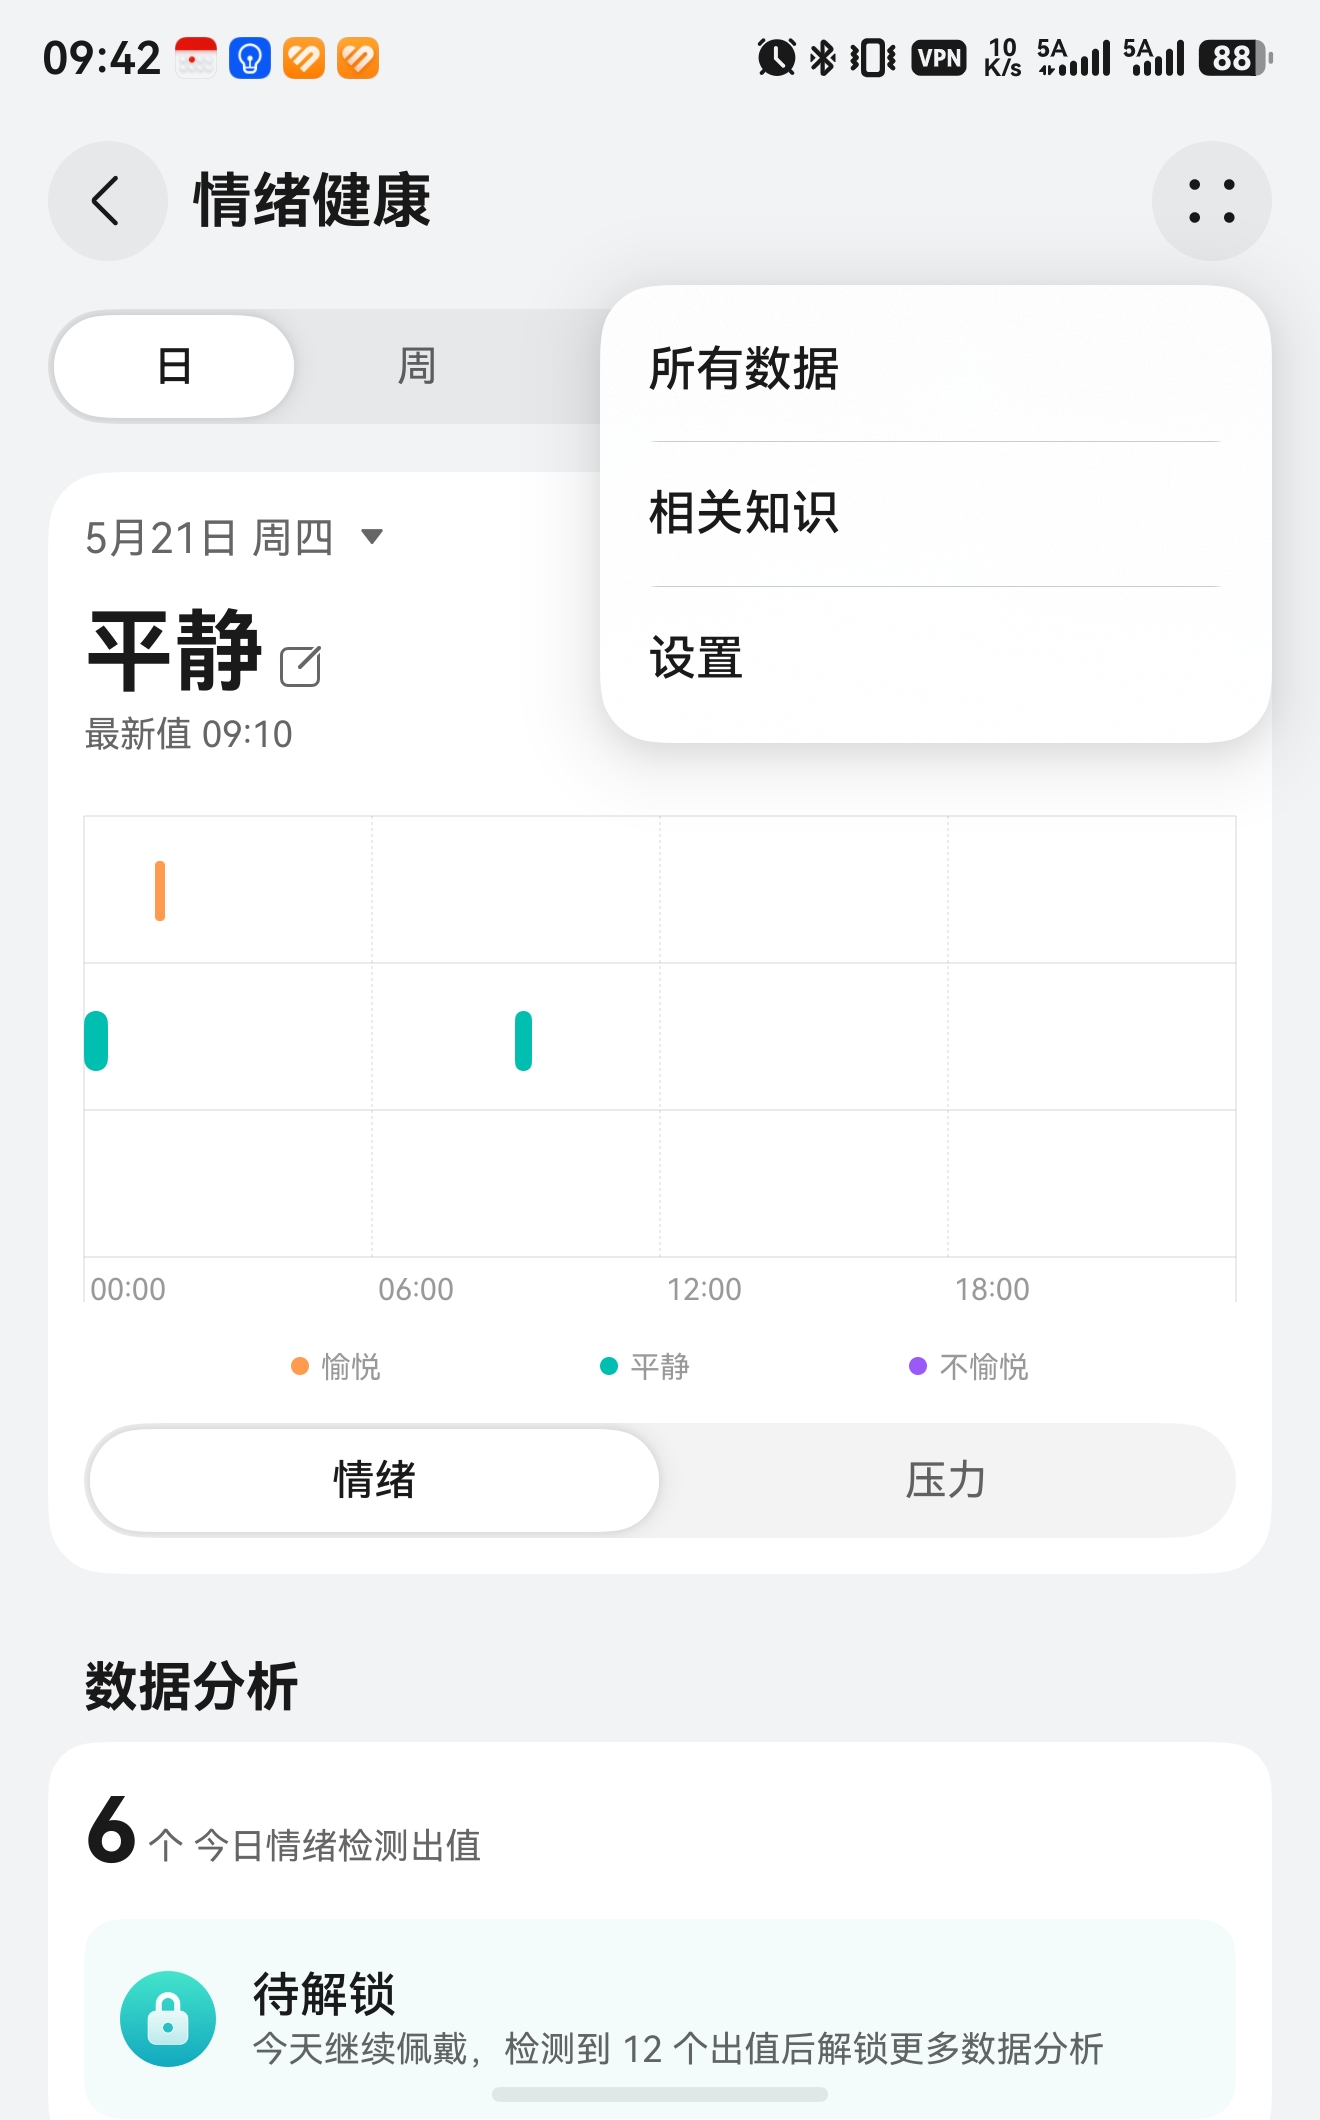 09:42 VPN 10 K/s 5A 5A 88
情绪健康
日 周
所有数据
相关知识
设置
5月21日 周四
平静
最新值 09:10
00:00 06:00 12:00 18:00
愉悦 平静 不愉悦
情绪 压力
数据分析
6 个 今日情绪检测出值
待解锁
今天继续佩戴，检测到 12 个出值后解锁更多数据分析